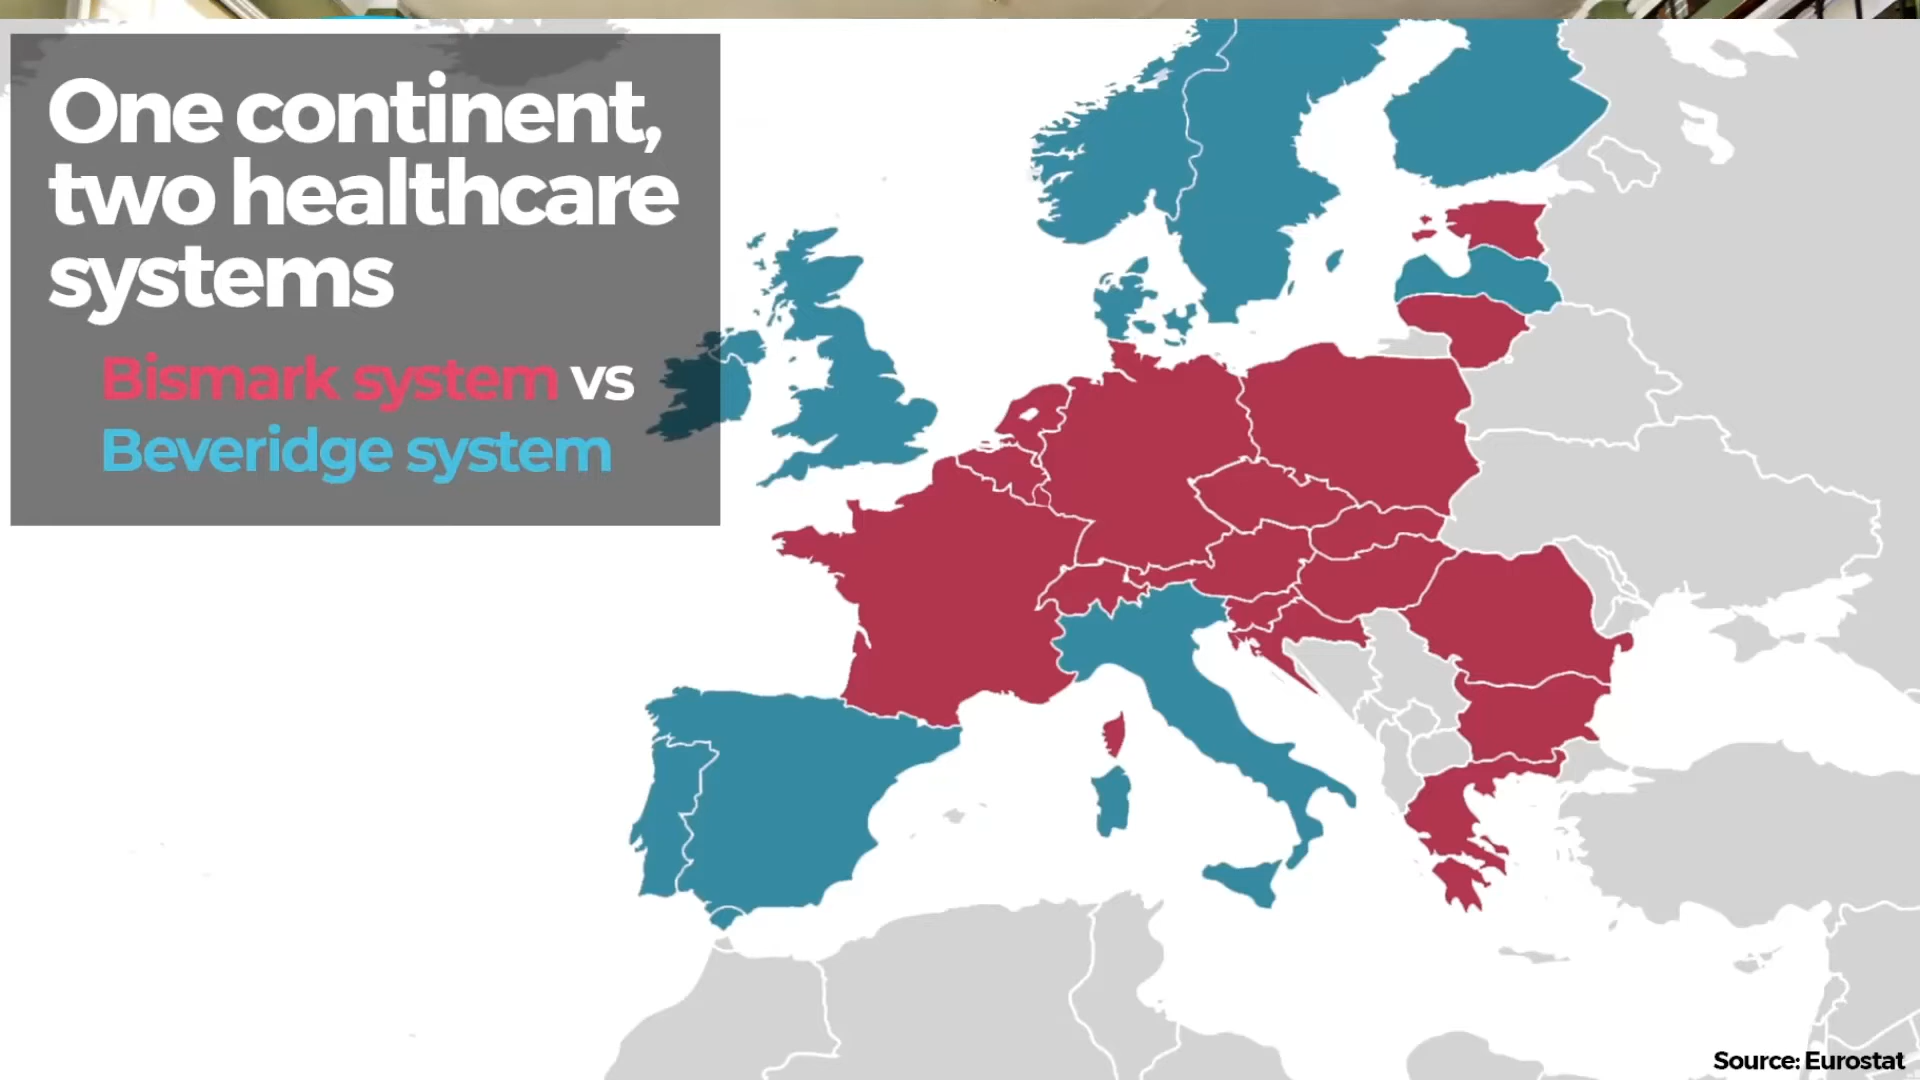 One continent,
two healthcare
systems
Bismark system vs
Beveridge system
Source: Eurostat